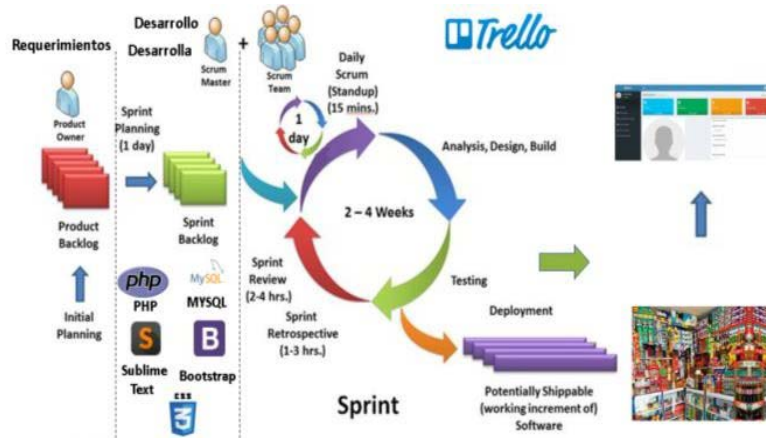 Requerimientos
Desarrollo
Desarrolla
Scrum
Master
+
Scrum
Team
Trello
Product
Owner
Sprint
Planning
(1 day)
Product
Backlog
Sprint
Backlog
Initial
Planning
php
PHP
MySQL
MYSQL
S
Sublime
Text
B
Bootstrap
CSS
3
1
day
Daily
Scrum
(Standup)
(15 mins.)
Analysis, Design, Build
2 – 4 Weeks
Testing
Sprint
Review
(2-4 hrs.)
Sprint
Retrospective
(1-3 hrs.)
Deployment
Potentially Shippable
(working increment of)
Software
Sprint